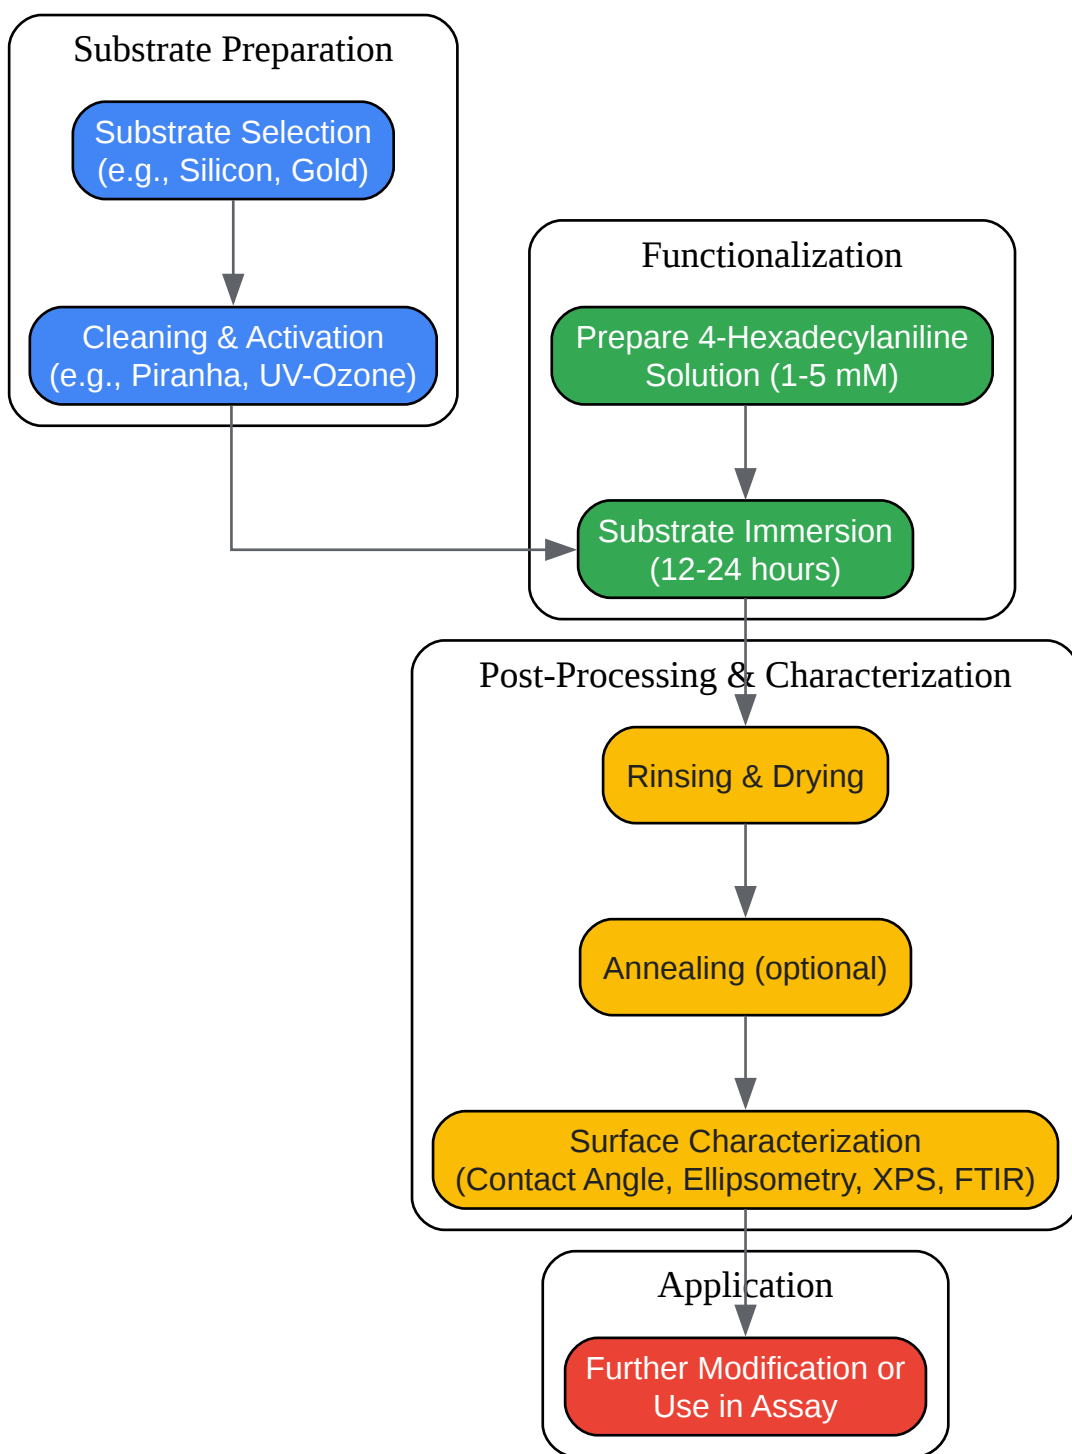 Substrate Preparation
Substrate Selection
(e.g., Silicon, Gold)
Cleaning & Activation
(e.g., Piranha, UV-Ozone)
Functionalization
Prepare 4-Hexadecylaniline
Solution (1-5 mM)
Substrate Immersion
(12-24 hours)
Post-Processing & Characterization
Rinsing & Drying
Annealing (optional)
Surface Characterization
(Contact Angle, Ellipsometry, XPS, FTIR)
Application
Further Modification or
Use in Assay